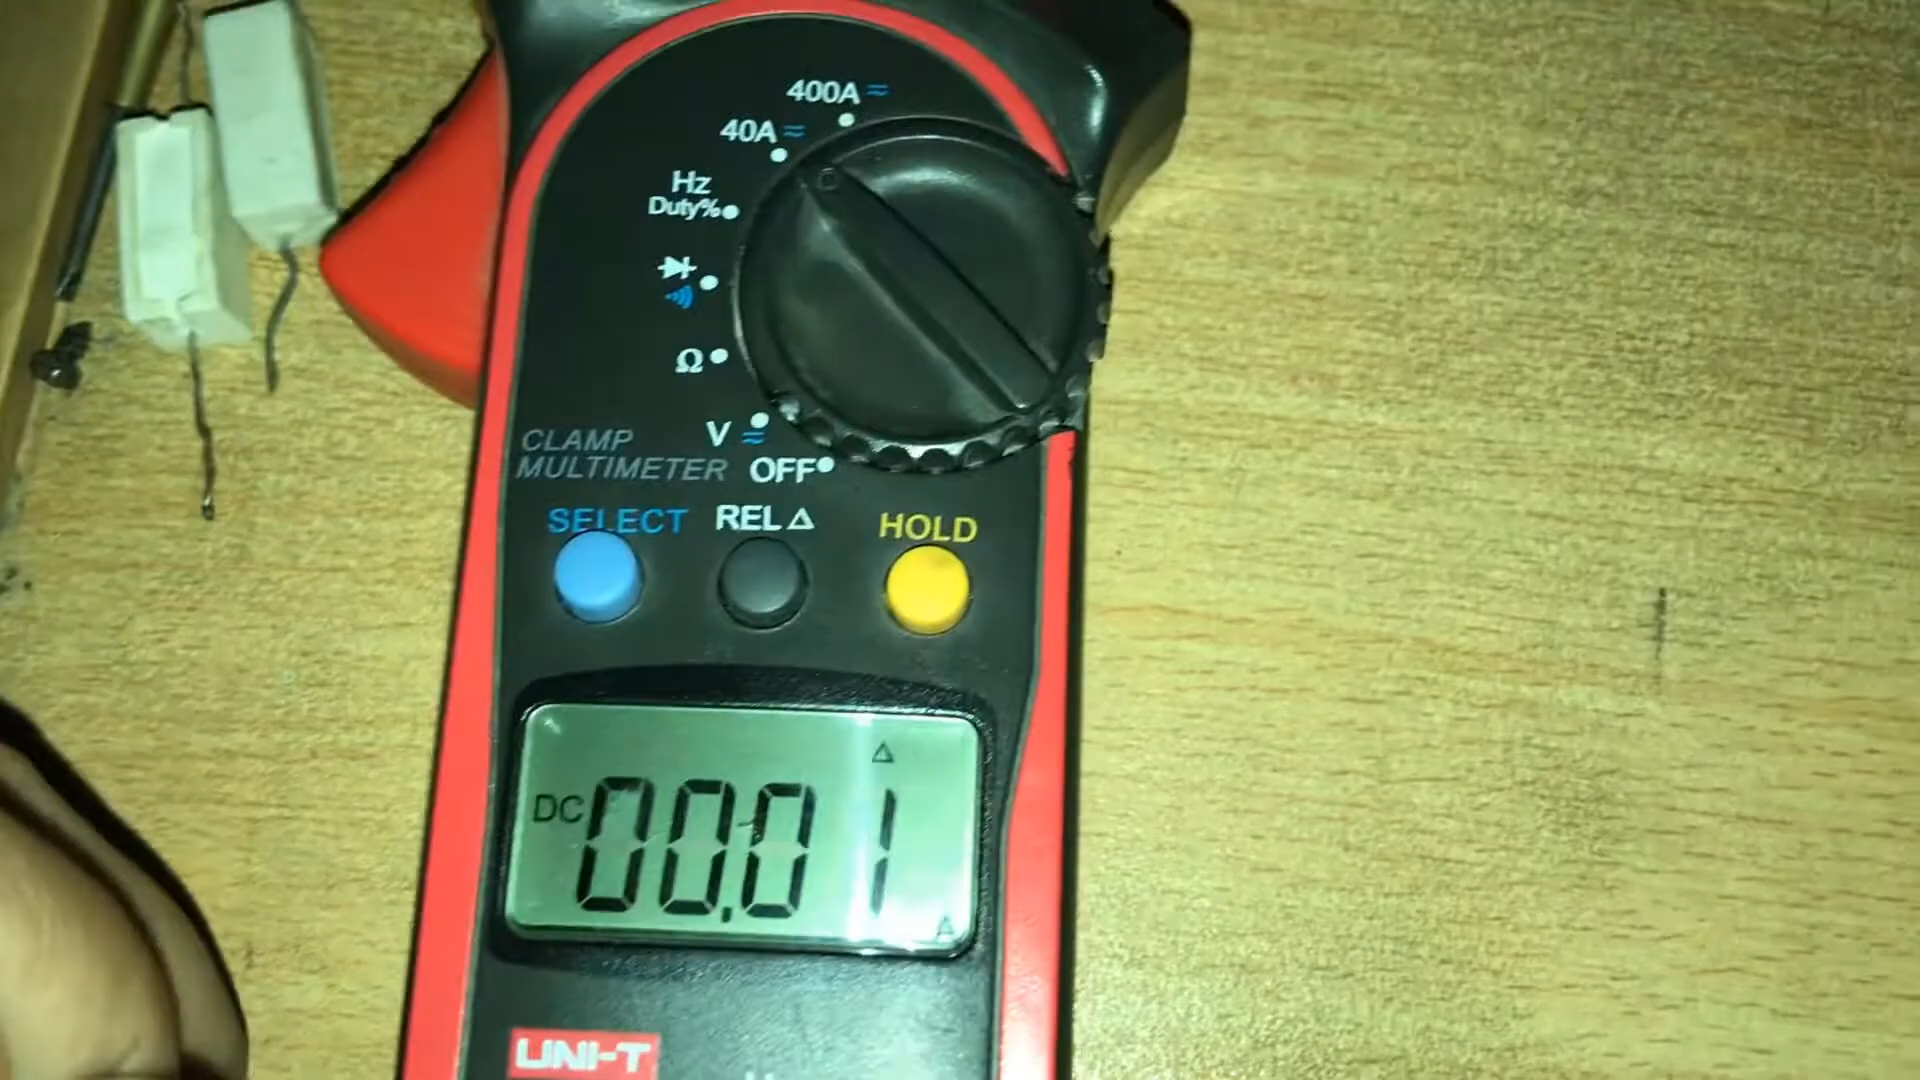 400A
40A
Hz
Duty%
Ω
V
OFF
CLAMP
MULTIMETER
SELECT
REL Δ
HOLD
Δ
DC 00.01
A
UNI-T